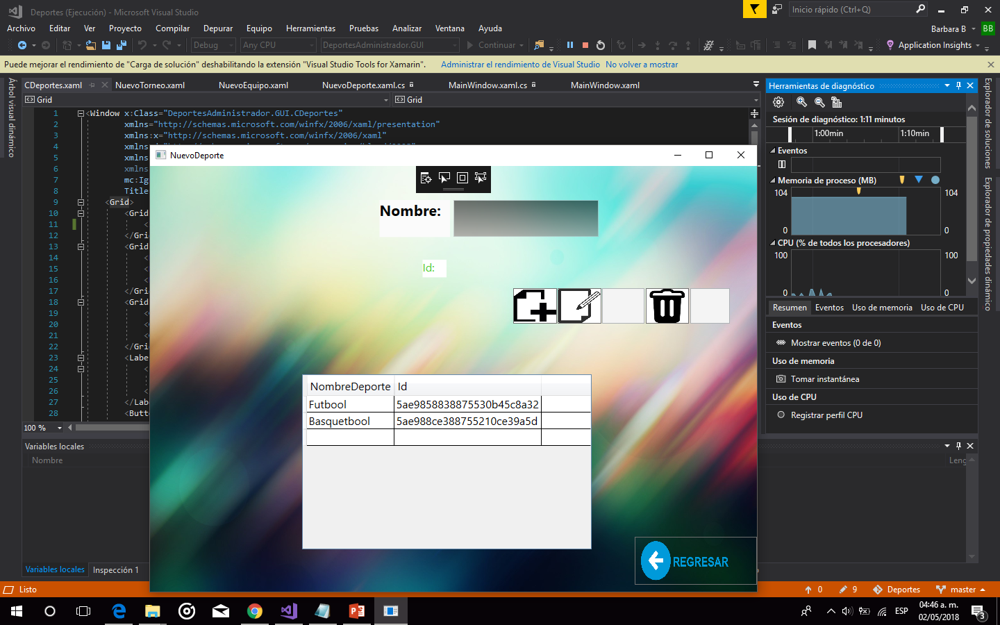 Deportes (Ejecución) - Microsoft Visual Studio
Inicio rápido (Ctrl+Q)
Archivo Editar Ver Proyecto Compilar Depurar Equipo Herramientas Pruebas Analizar Ventana Ayuda
Barbara B BB
Debug Any CPU DeportesAdministrador.GUI Continuar Application Insights
Puede mejorar el rendimiento de "Carga de solución" deshabilitando la extensión "Visual Studio Tools for Xamarin". Administrar el rendimiento de Visual Studio No volver a mostrar
Árbol visual dinámico
CDeportes.xaml NuevoTorneo.xaml NuevoEquipo.xaml NuevoDeporte.xaml.cs MainWindow.xaml.cs MainWindow.xaml
Grid Grid
1 <Window x:Class="DeportesAdministrador.GUI.CDeportes"
2 xmlns="http://schemas.microsoft.com/winfx/2006/xaml/presentation"
3 xmlns:x="http://schemas.microsoft.com/winfx/2006/xaml"
4
5 xmlns
6 xmlns
7 mc:Ig
8 Title
9 <Grid>
10 <Grid
11 <
12 </Gri
13 <Grid
14 <
15 <
16 <
17 </Gri
18 <Grid
19 <
20 <
21 <
22 </Gri
23 <Labe
24 <
25
26 <
27 </Lab
28 <Butt
100 % 100 %
NuevoDeporte
Nombre:
Id:
NombreDeporte Id
Futbool 5ae9858838875530b45c8a32
Basquetbool 5ae988ce388755210ce39a5d
REGRESAR
Herramientas de diagnóstico
Sesión de diagnóstico: 1:11 minutos
1:00min 1:10min
Eventos
Memoria de proceso (MB)
104 104
0 0
CPU (% de todos los procesadores)
100 100
0 0
Resumen Eventos Uso de memoria Uso de CPU
Eventos
Mostrar eventos (0 de 0)
Uso de memoria
Tomar instantánea
Uso de CPU
Registrar perfil CPU
Explorador de soluciones
Explorador de propiedades dinámico
Variables locales
Nombre
Leng
Variables locales Inspección 1
Listo
0 9 Deportes master
ESP
04:46 a. m.
02/05/2018
3